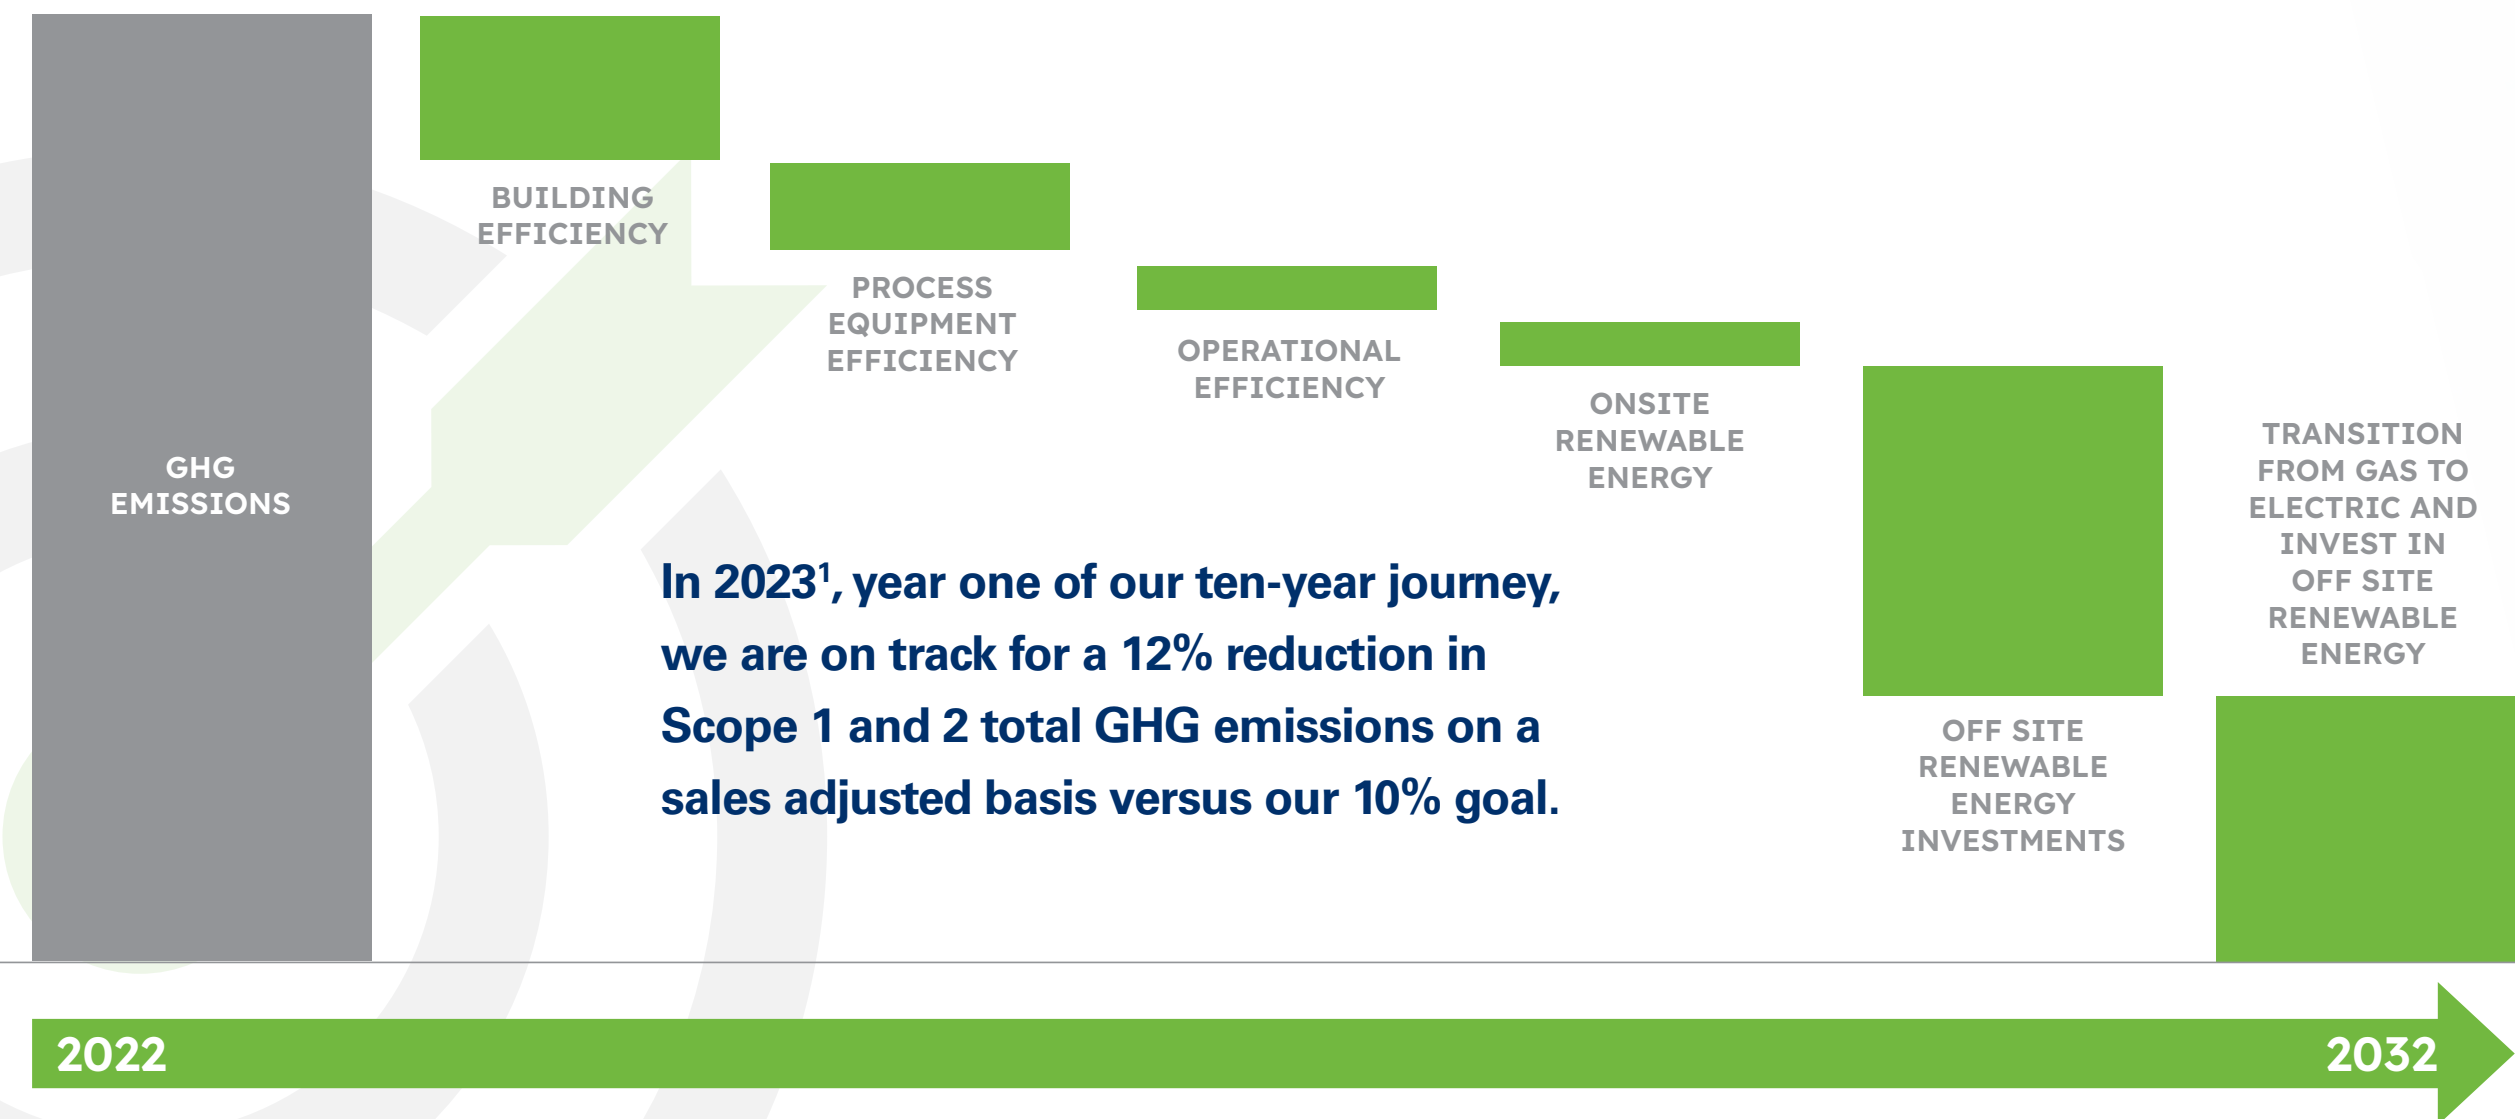 GHG
EMISSIONS
BUILDING
EFFICIENCY
PROCESS
EQUIPMENT
EFFICIENCY
OPERATIONAL
EFFICIENCY
ONSITE
RENEWABLE
ENERGY
OFF SITE
RENEWABLE
ENERGY
INVESTMENTS
TRANSITION
FROM GAS TO
ELECTRIC AND
INVEST IN
OFF SITE
RENEWABLE
ENERGY
In 2023¹, year one of our ten-year journey,
we are on track for a 12% reduction in
Scope 1 and 2 total GHG emissions on a
sales adjusted basis versus our 10% goal.
2022
2032